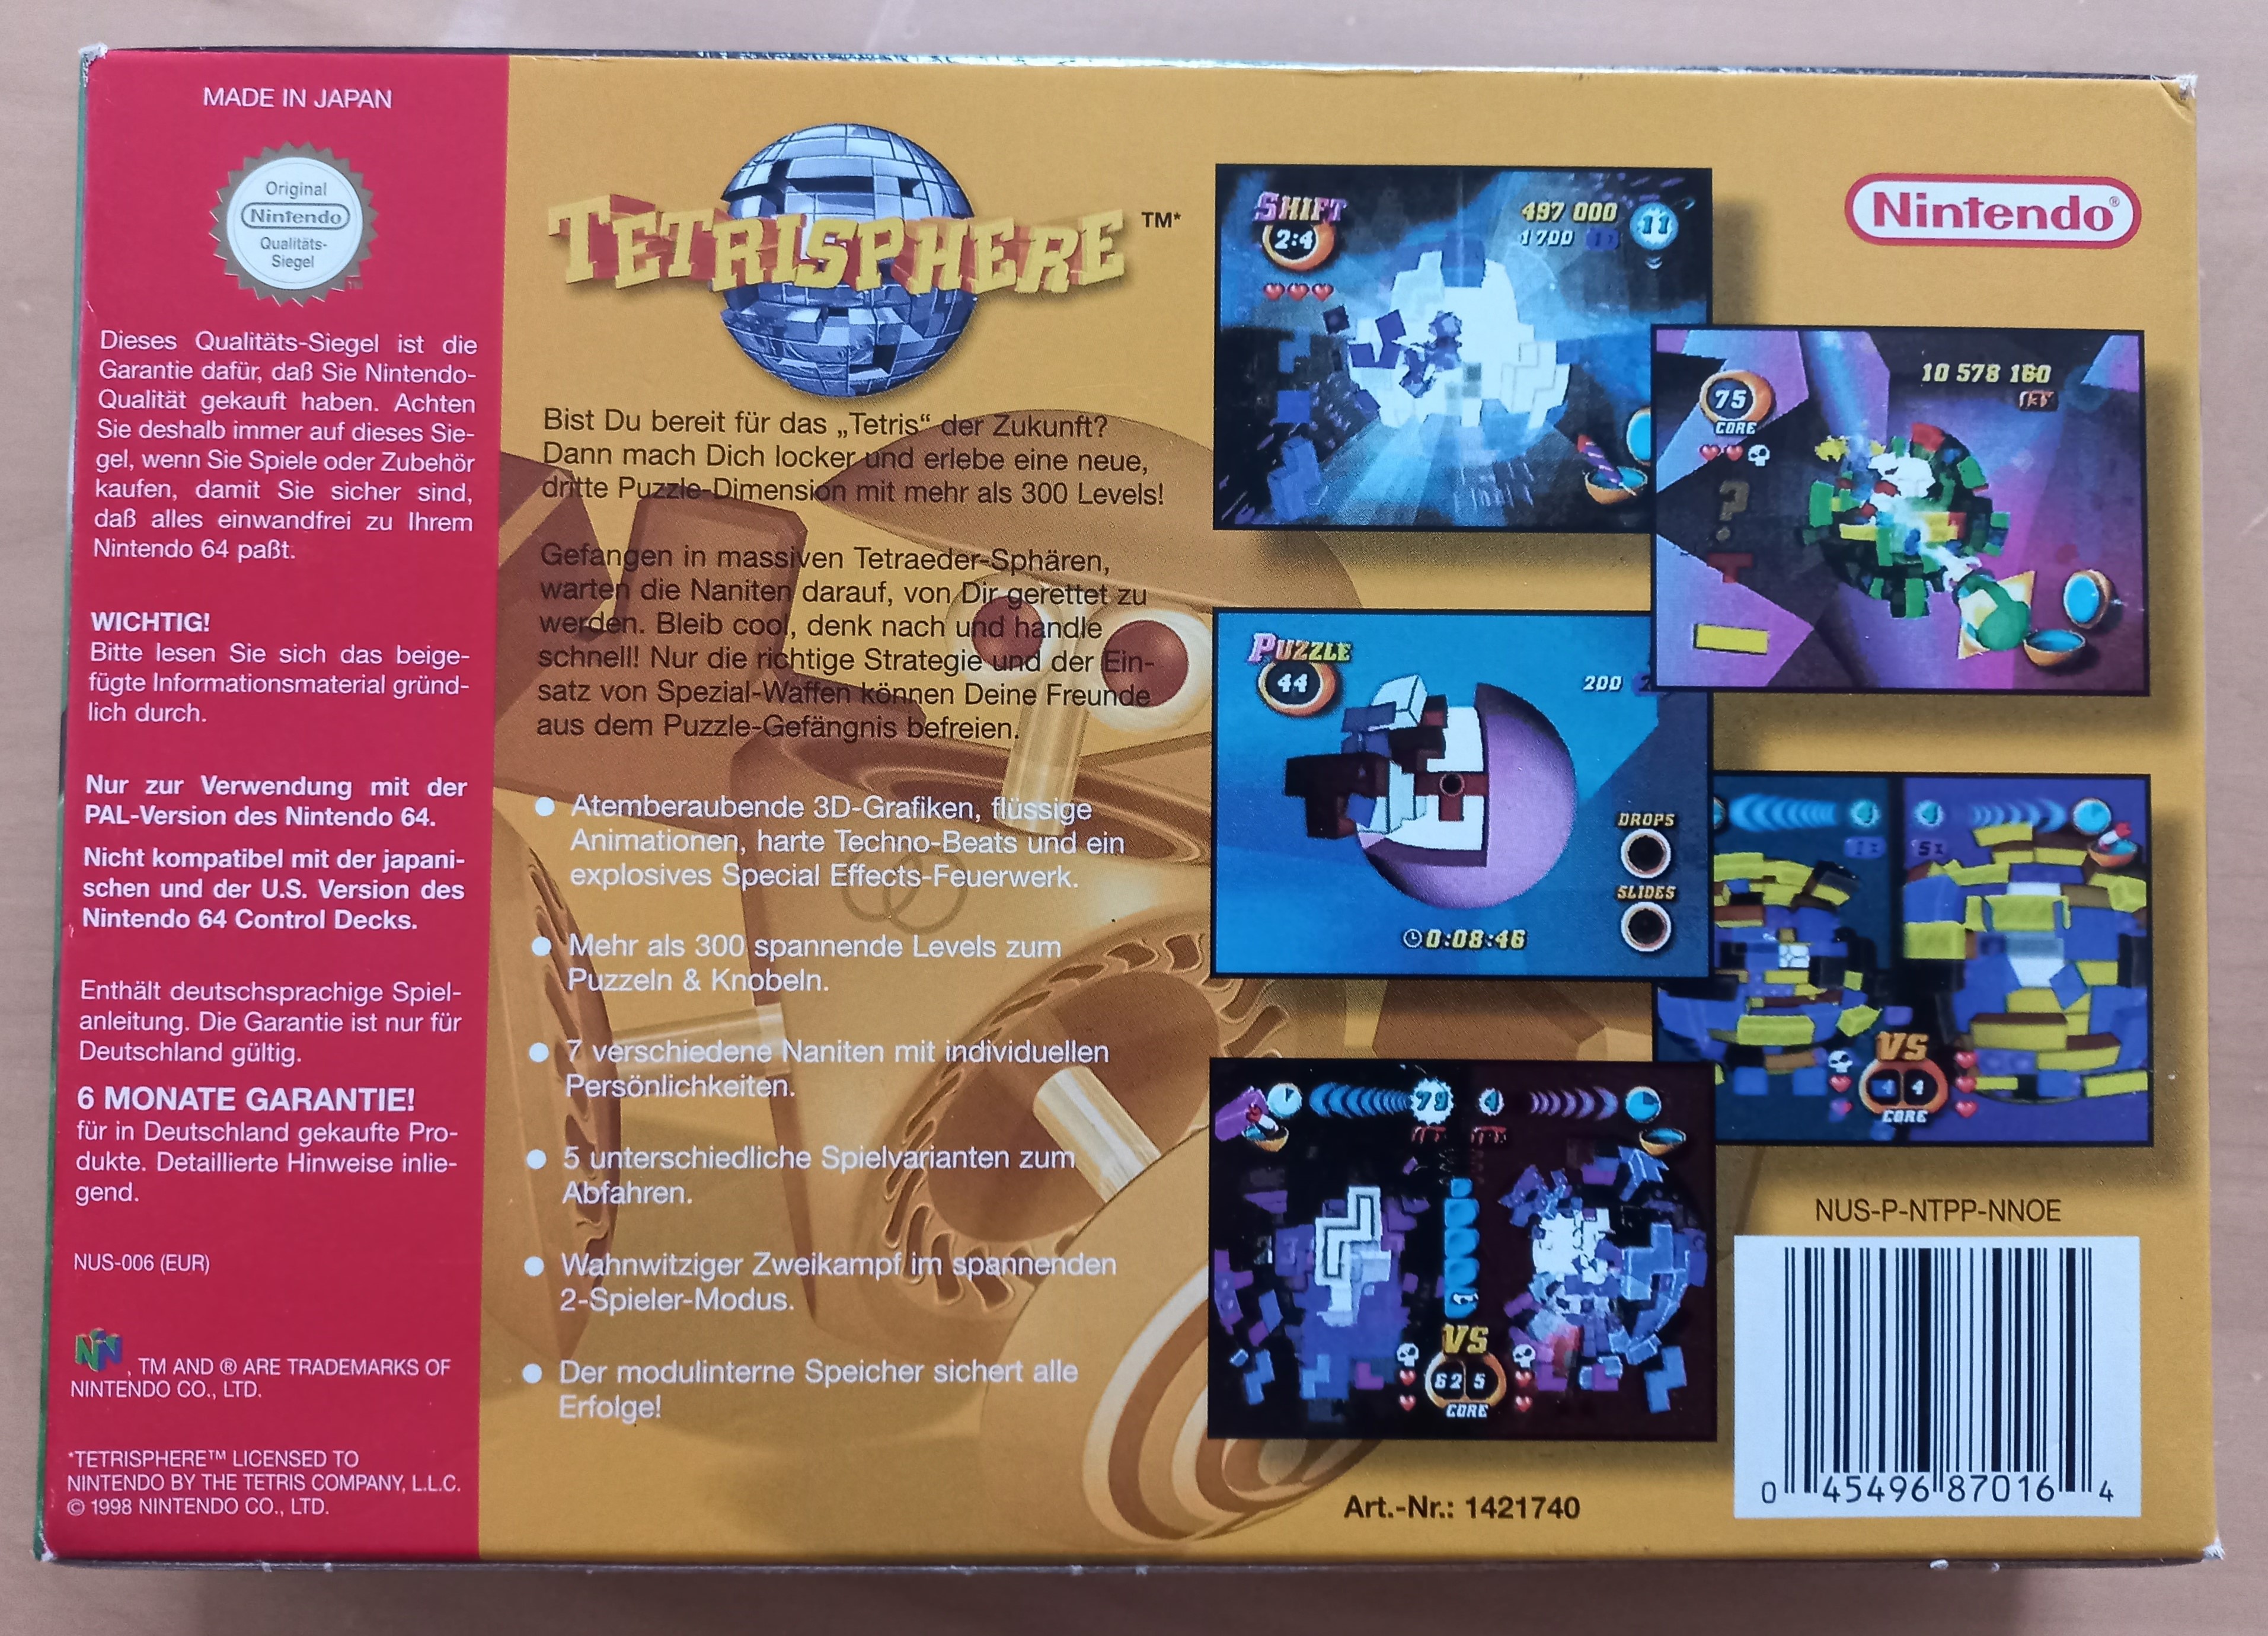 MADE IN JAPAN
Original
Nintendo
Qualitäts-
Siegel
Dieses Qualitäts-Siegel ist die
Garantie dafür, daß Sie Nintendo-
Qualität gekauft haben. Achten
Sie deshalb immer auf dieses Sie-
gel, wenn Sie Spiele oder Zubehör
kaufen, damit Sie sicher sind,
daß alles einwandfrei zu Ihrem
Nintendo 64 paßt.
WICHTIG!
Bitte lesen Sie sich das beige-
fügte Informationsmaterial gründ-
lich durch.
Nur zur Verwendung mit der
PAL-Version des Nintendo 64.
Nicht kompatibel mit der japani-
schen und der U.S. Version des
Nintendo 64 Control Decks.
Enthält deutschsprachige Spiel-
anleitung. Die Garantie ist nur für
Deutschland gültig.
6 MONATE GARANTIE!
für in Deutschland gekaufte Pro-
dukte. Detaillierte Hinweise inlie-
gend.
NUS-006 (EUR)
, TM AND ® ARE TRADEMARKS OF
NINTENDO CO., LTD.
*TETRISPHERE™ LICENSED TO
NINTENDO BY THE TETRIS COMPANY, L.L.C.
© 1998 NINTENDO CO., LTD.
TETRISPHERE TM*
Bist Du bereit für das „Tetris“ der Zukunft?
Dann mach Dich locker und erlebe eine neue,
dritte Puzzle-Dimension mit mehr als 300 Levels!
Gefangen in massiven Tetraeder-Sphären,
warten die Naniten darauf, von Dir gerettet zu
werden. Bleib cool, denk nach und handle
schnell! Nur die richtige Strategie und der Ein-
satz von Spezial-Waffen können Deine Freunde
aus dem Puzzle-Gefängnis befreien.
● Atemberaubende 3D-Grafiken, flüssige
Animationen, harte Techno-Beats und ein
explosives Special Effects-Feuerwerk.
● Mehr als 300 spannende Levels zum
Puzzeln & Knobeln.
● 7 verschiedene Naniten mit individuellen
Persönlichkeiten.
● 5 unterschiedliche Spielvarianten zum
Abfahren.
● Wahnwitziger Zweikampf im spannenden
2-Spieler-Modus.
● Der modulinterne Speicher sichert alle
Erfolge!
SHIFT
2:4
497 000
1700
11
Nintendo®
75
CORE
10 578 160
PUZZLE
44
200
DROPS
SLIDES
0:08:46
4
4
5x
VS
4 4
CORE
79
4
VS
62 5
CORE
NUS-P-NTPP-NNOE
0 45496 87016 4
Art.-Nr.: 1421740